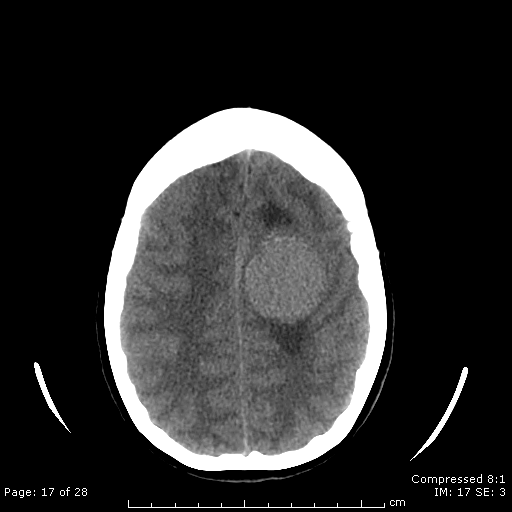 Compressed 8:1
Page: 17 of 28
IM: 17 SE: 3
cm